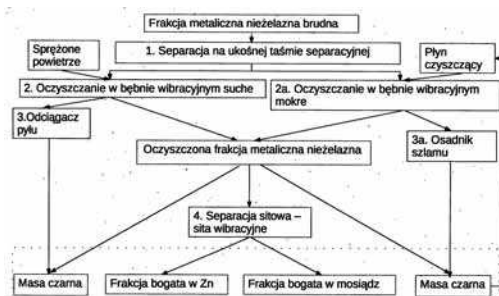 Frakcja metaliczna nieżelazna brudna
Sprężone
powietrze
1. Separacja na ukośnej taśmie separacyjnej
Płyn
czyszczący
2. Oczyszczanie w bębnie wibracyjnym suche
2a. Oczyszczanie w bębnie wibracyjnym
mokre
3.Odciągacz
pyłu
Oczyszczona frakcja metaliczna nieżelazna
3a. Osadnik
szlamu
4. Separacja sitowa –
sita wibracyjne
Masa czarna
Frakcja bogata w Zn
Frakcja bogata w mosiądz
Masa czarna